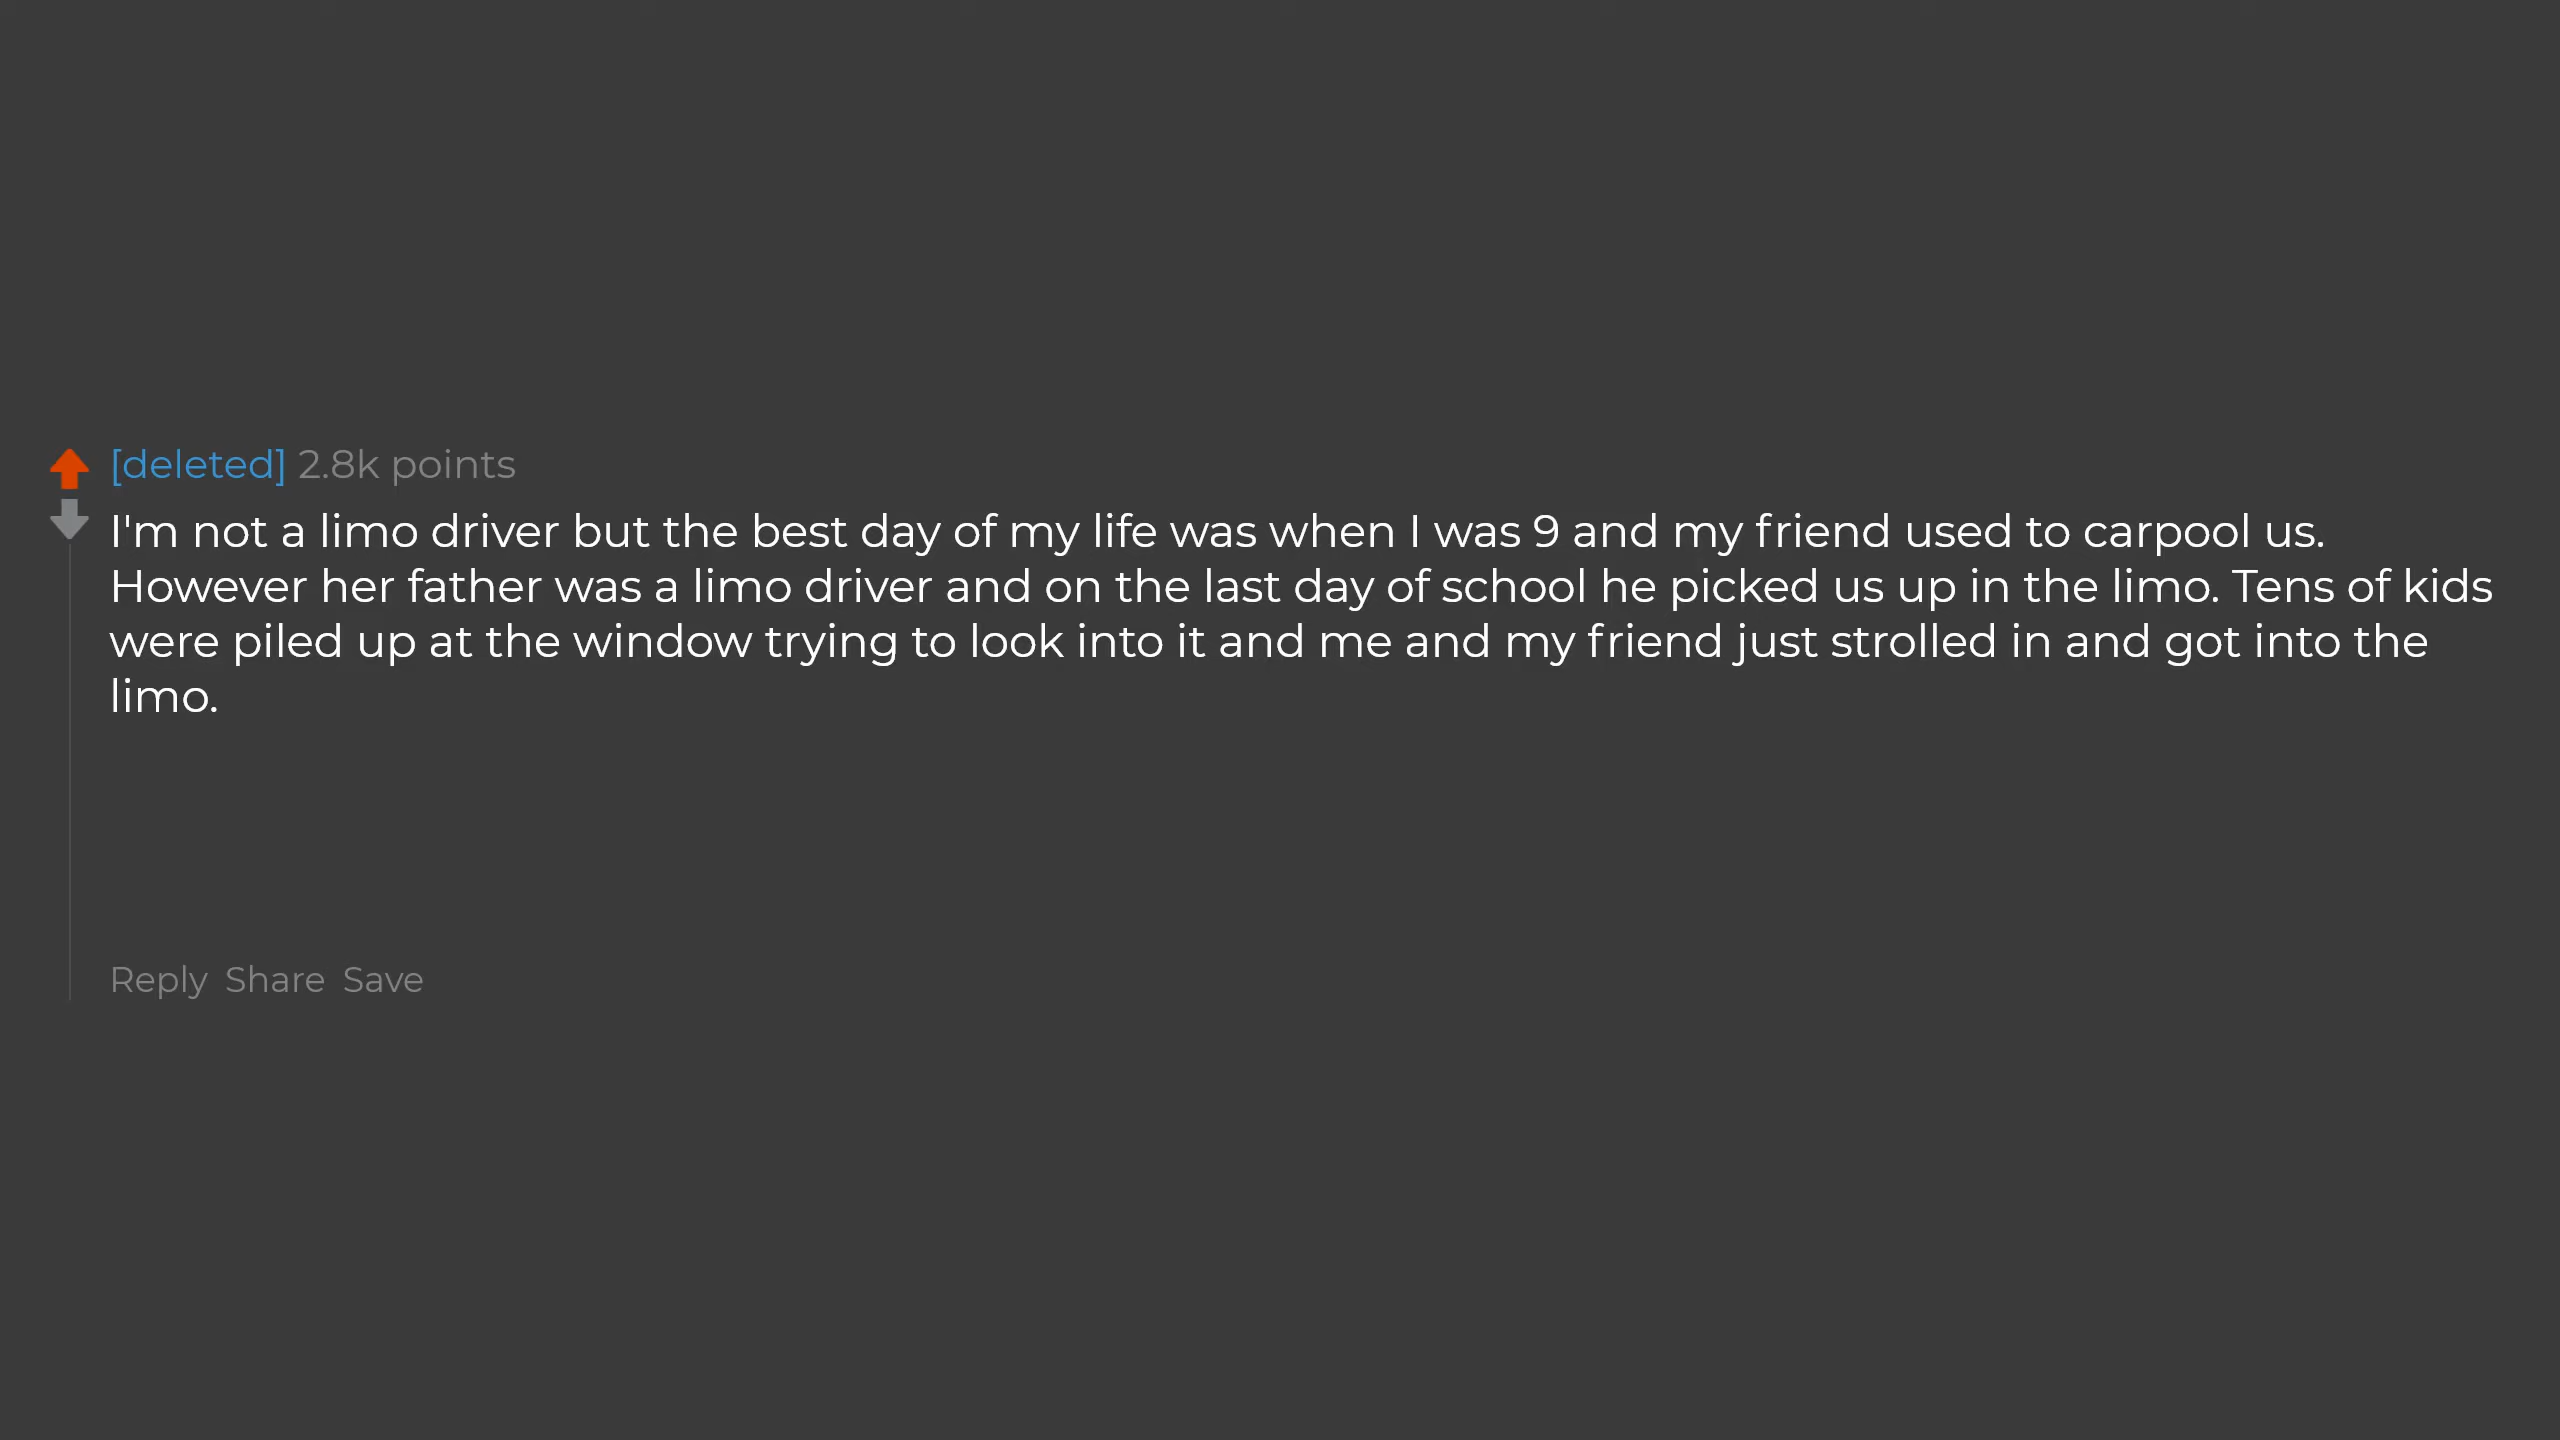 [deleted] 2.8k points
I'm not a limo driver but the best day of my life was when I was 9 and my friend used to carpool us.
However her father was a limo driver and on the last day of school he picked us up in the limo. Tens of kids
were piled up at the window trying to look into it and me and my friend just strolled in and got into the
limo.
Reply Share Save